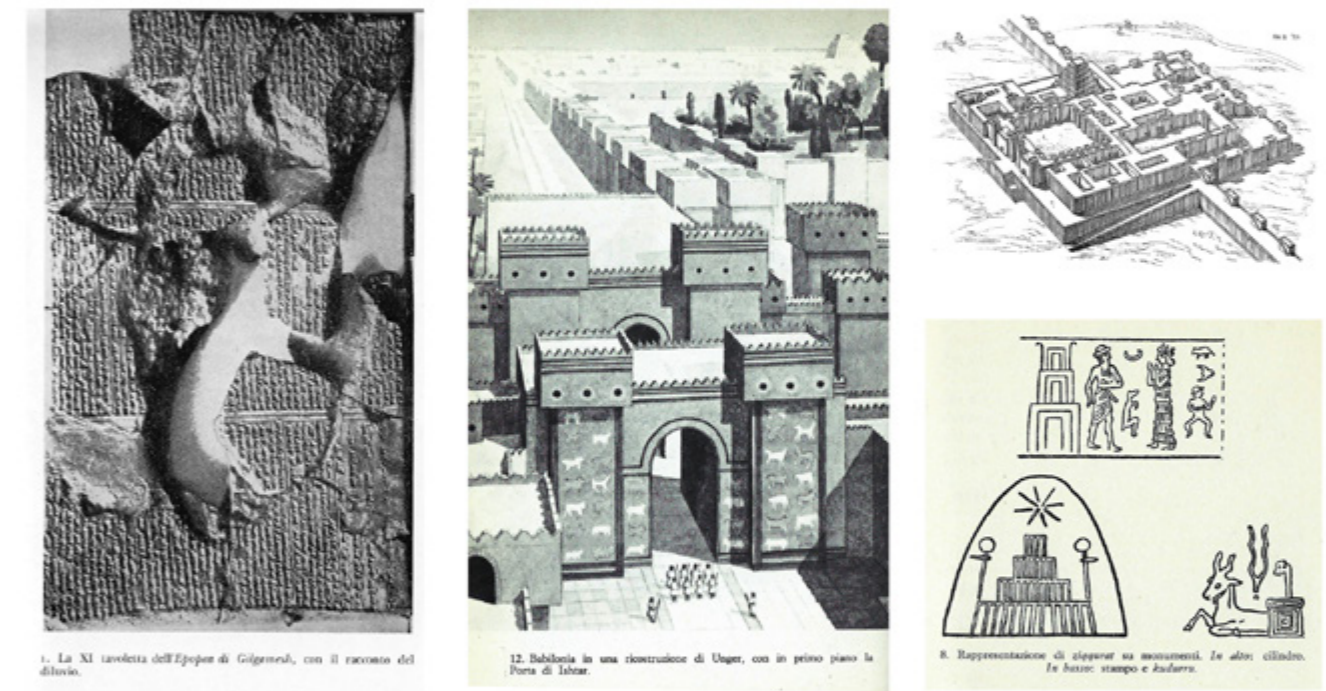 1. La XI tavoletta dell'Epopea di Gilgamesh, con il racconto del
diluvio.
12. Babilonia in una ricostruzione di Unger, con in primo piano la
Porta di Ishtar.
8. Rappresentazione di ziqqurat su monumenti. In alto: cilindro.
In basso: stampo e kudurru.